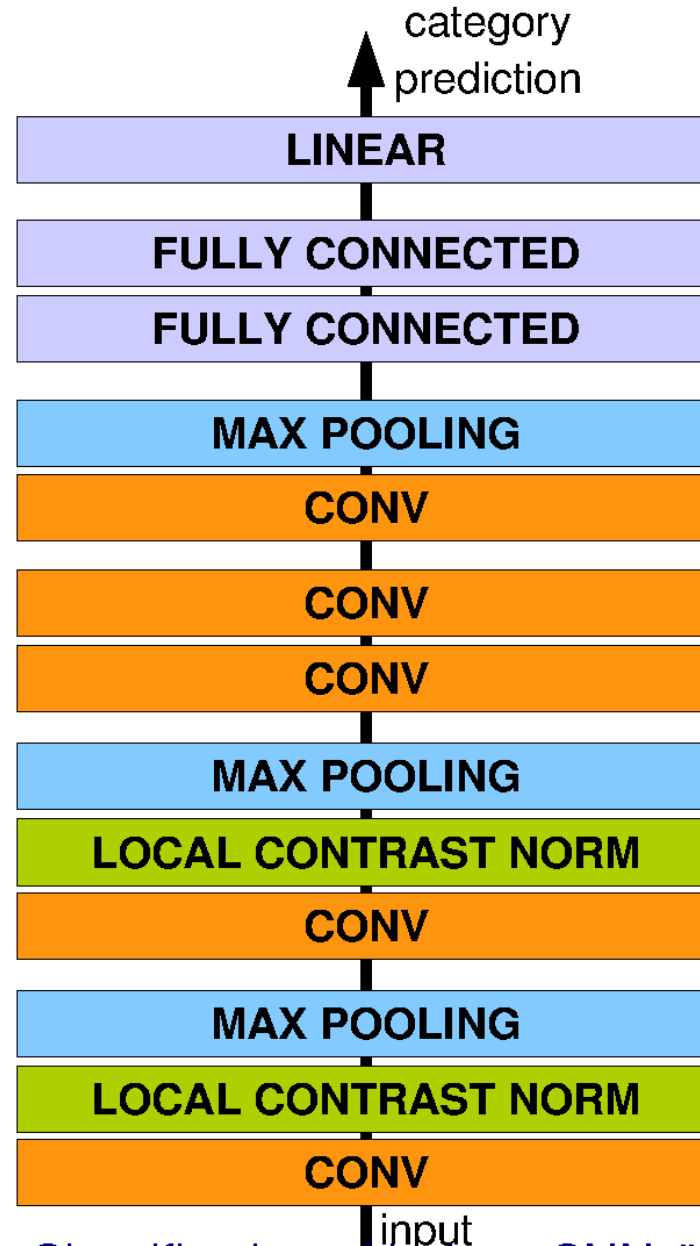 category
prediction
LINEAR
FULLY CONNECTED
FULLY CONNECTED
MAX POOLING
CONV
CONV
CONV
MAX POOLING
LOCAL CONTRAST NORM
CONV
MAX POOLING
LOCAL CONTRAST NORM
CONV
input